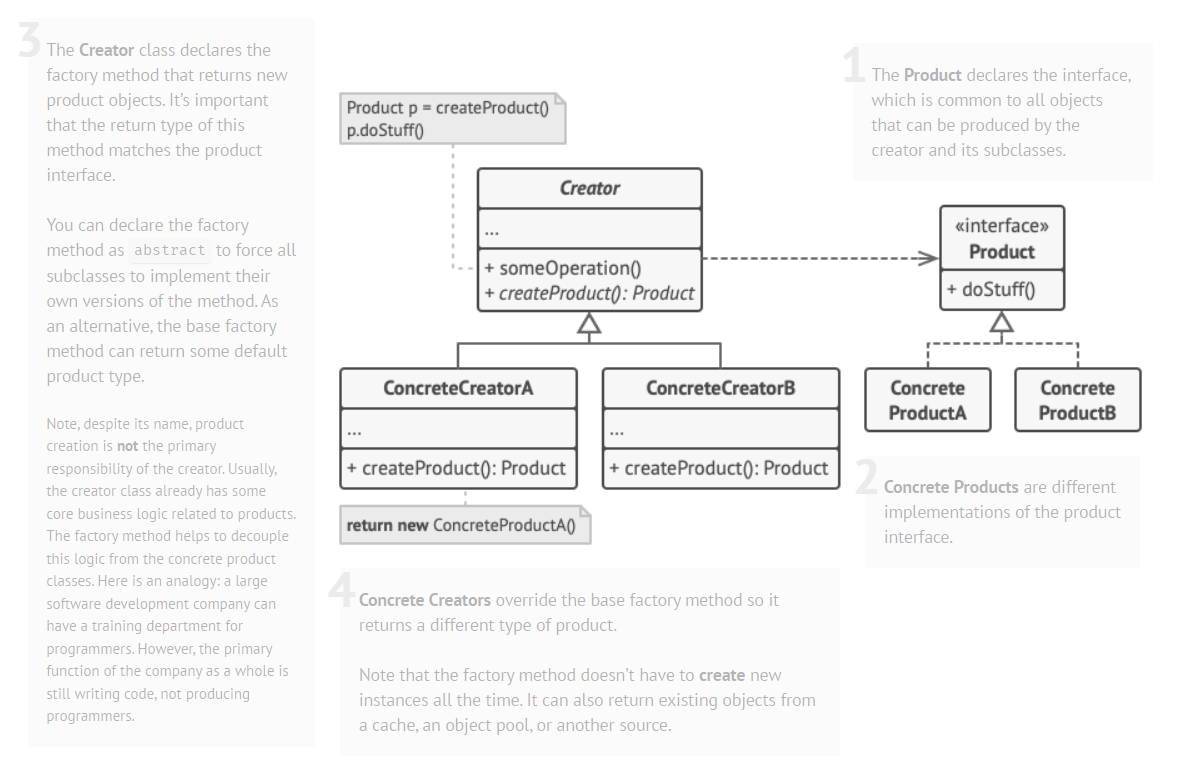 3
The Creator class declares the
factory method that returns new
product objects. It’s important
that the return type of this
method matches the product
interface.
You can declare the factory
method as abstract to force all
subclasses to implement their
own versions of the method. As
an alternative, the base factory
method can return some default
product type.
Note, despite its name, product
creation is not the primary
responsibility of the creator. Usually,
the creator class already has some
core business logic related to products.
The factory method helps to decouple
this logic from the concrete product
classes. Here is an analogy: a large
software development company can
have a training department for
programmers. However, the primary
function of the company as a whole is
still writing code, not producing
programmers.
Product p = createProduct()
p.doStuff()
Creator
...
+ someOperation()
+ createProduct(): Product
ConcreteCreatorA
...
+ createProduct(): Product
ConcreteCreatorB
...
+ createProduct(): Product
return new ConcreteProductA()
1
The Product declares the interface,
which is common to all objects
that can be produced by the
creator and its subclasses.
«interface»
Product
+ doStuff()
Concrete
ProductA
Concrete
ProductB
2
Concrete Products are different
implementations of the product
interface.
4
Concrete Creators override the base factory method so it
returns a different type of product.
Note that the factory method doesn’t have to create new
instances all the time. It can also return existing objects from
a cache, an object pool, or another source.